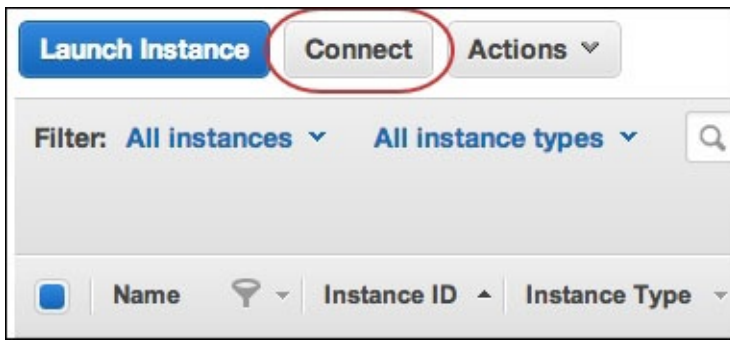 Launch Instance Connect Actions
Filter: All instances All instance types
Name Instance ID Instance Type